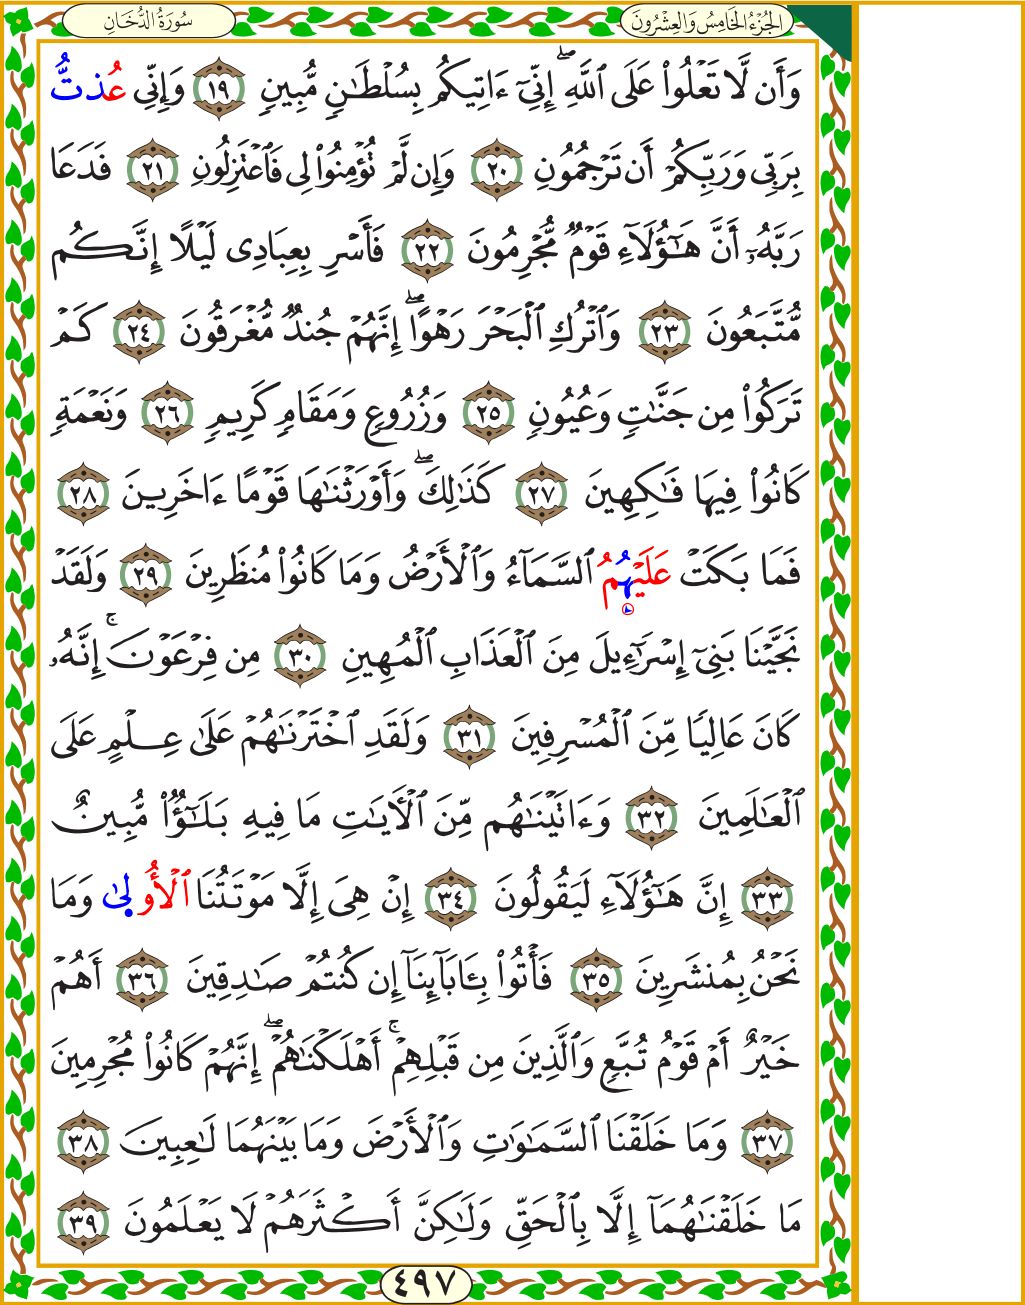 سُورَةُ الدُّخَانِ
الجُزْءُ الخَامِسُ وَالعِشْرُونَ
وَأَن لَّا تَعْلُوا۟ عَلَى ٱللَّهِ ۖ إِنِّىٓ ءَاتِيكُم بِسُلْطَـٰنٍ مُّبِينٍ ١٩ وَإِنِّى عُذتُّ
بِرَبِّى وَرَبِّكُمْ أَن تَرْجُمُونِ ٢٠ وَإِن لَّمْ تُؤْمِنُوا۟ لِى فَٱعْتَزِلُونِ ٢١ فَدَعَا
رَبَّهُۥٓ أَنَّ هَـٰٓؤُلَآءِ قَوْمٌ مُّجْرِمُونَ ٢٢ فَأَسْرِ بِعِبَادِى لَيْلًا إِنَّكُم
مُّتَّبَعُونَ ٢٣ وَٱتْرُكِ ٱلْبَحْرَ رَهْوًا ۖ إِنَّهُمْ جُندٌ مُّغْرَقُونَ ٢٤ كَمْ
تَرَكُوا۟ مِن جَنَّـٰتٍ وَعُيُونٍ ٢٥ وَزُرُوعٍ وَمَقَامٍ كَرِيمٍ ٢٦ وَنَعْمَةٍ
كَانُوا۟ فِيهَا فَـٰكِهِينَ ٢٧ كَذَٰلِكَ ۖ وَأَوْرَثْنَـٰهَا قَوْمًا ءَاخَرِينَ ٢٨
فَمَا بَكَتْ عَلَيْهُمُ ٱلسَّمَآءُ وَٱلْأَرْضُ وَمَا كَانُوا۟ مُنظَرِينَ ٢٩ وَلَقَدْ
نَجَّيْنَا بَنِىٓ إِسْرَٰٓءِيلَ مِنَ ٱلْعَذَابِ ٱلْمُهِينِ ٣٠ مِن فِرْعَوْنَ ۚ إِنَّهُۥ
كَانَ عَالِيًا مِّنَ ٱلْمُسْرِفِينَ ٣١ وَلَقَدِ ٱخْتَرْنَـٰهُمْ عَلَىٰ عِلْمٍ عَلَى
ٱلْعَـٰلَمِينَ ٣٢ وَءَاتَيْنَـٰهُم مِّنَ ٱلْـَٔايَـٰتِ مَا فِيهِ بَلَـٰٓؤٌا۟ مُّبِينٌ
٣٣ إِنَّ هَـٰٓؤُلَآءِ لَيَقُولُونَ ٣٤ إِنْ هِىَ إِلَّا مَوْتَتُنَا ٱلْأُولَىٰ وَمَا
نَحْنُ بِمُنشَرِينَ ٣٥ فَأْتُوا۟ بِـَٔابَآئِنَآ إِن كُنتُمْ صَـٰدِقِينَ ٣٦ أَهُمْ
خَيْرٌ أَمْ قَوْمُ تُبَّعٍ وَٱلَّذِينَ مِن قَبْلِهِمْ ۚ أَهْلَكْنَـٰهُمْ ۖ إِنَّهُمْ كَانُوا۟ مُجْرِمِينَ
٣٧ وَمَا خَلَقْنَا ٱلسَّمَـٰوَٰتِ وَٱلْأَرْضَ وَمَا بَيْنَهُمَا لَـٰعِبِينَ ٣٨
مَا خَلَقْنَـٰهُمَآ إِلَّا بِٱلْحَقِّ وَلَـٰكِنَّ أَكْثَرَهُمْ لَا يَعْلَمُونَ ٣٩
٤٩٧